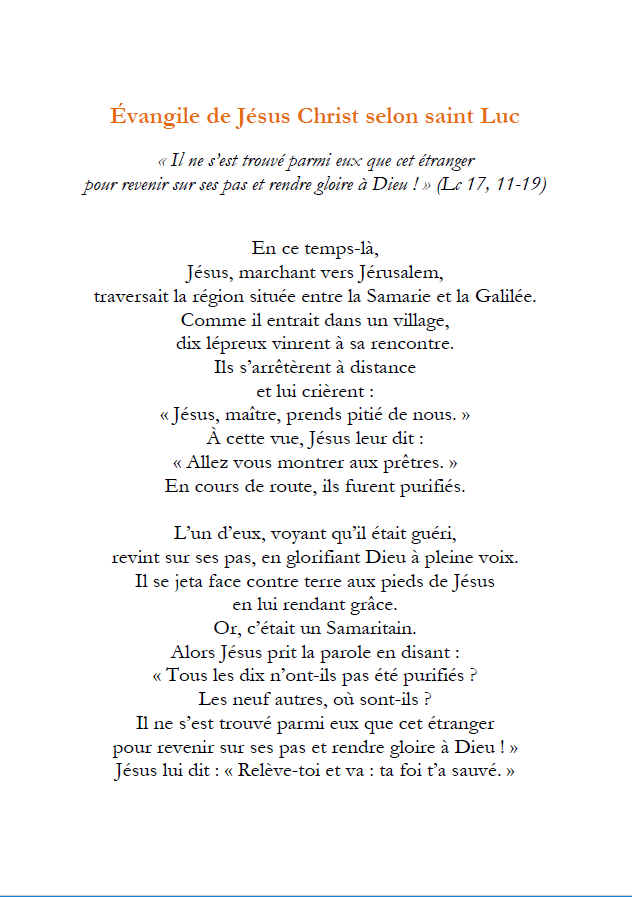 Évangile de Jésus Christ selon saint Luc
« Il ne s’est trouvé parmi eux que cet étranger
pour revenir sur ses pas et rendre gloire à Dieu ! » (Lc 17, 11-19)
En ce temps-là,
Jésus, marchant vers Jérusalem,
traversait la région située entre la Samarie et la Galilée.
Comme il entrait dans un village,
dix lépreux vinrent à sa rencontre.
Ils s’arrêtèrent à distance
et lui crièrent :
« Jésus, maître, prends pitié de nous. »
À cette vue, Jésus leur dit :
« Allez vous montrer aux prêtres. »
En cours de route, ils furent purifiés.
L’un d’eux, voyant qu’il était guéri,
revint sur ses pas, en glorifiant Dieu à pleine voix.
Il se jeta face contre terre aux pieds de Jésus
en lui rendant grâce.
Or, c’était un Samaritain.
Alors Jésus prit la parole en disant :
« Tous les dix n’ont-ils pas été purifiés ?
Les neuf autres, où sont-ils ?
Il ne s’est trouvé parmi eux que cet étranger
pour revenir sur ses pas et rendre gloire à Dieu ! »
Jésus lui dit : « Relève-toi et va : ta foi t’a sauvé. »